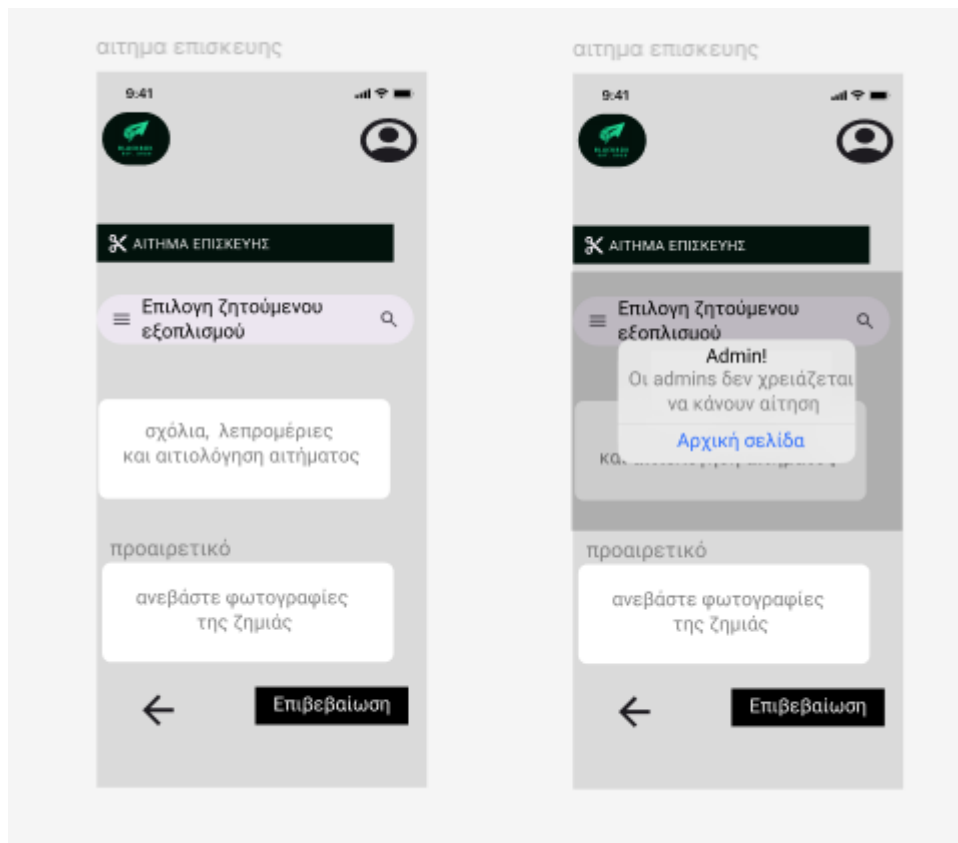 αιτημα επισκευης
9:41
ΑΙΤΗΜΑ ΕΠΙΣΚΕΥΗΣ
Επιλογη ζητούμενου
εξοπλισμού
σχόλια, λεπρομέριες
και αιτιολόγηση αιτήματος
προαιρετικό
ανεβάστε φωτογραφίες
της ζημιάς
Επιβεβαίωση
αιτημα επισκευης
9:41
ΑΙΤΗΜΑ ΕΠΙΣΚΕΥΗΣ
Επιλογη ζητούμενου
εξοπλισμού
Admin!
Οι admins δεν χρειάζεται
να κάνουν αίτηση
Αρχική σελίδα
προαιρετικό
ανεβάστε φωτογραφίες
της ζημιάς
Επιβεβαίωση